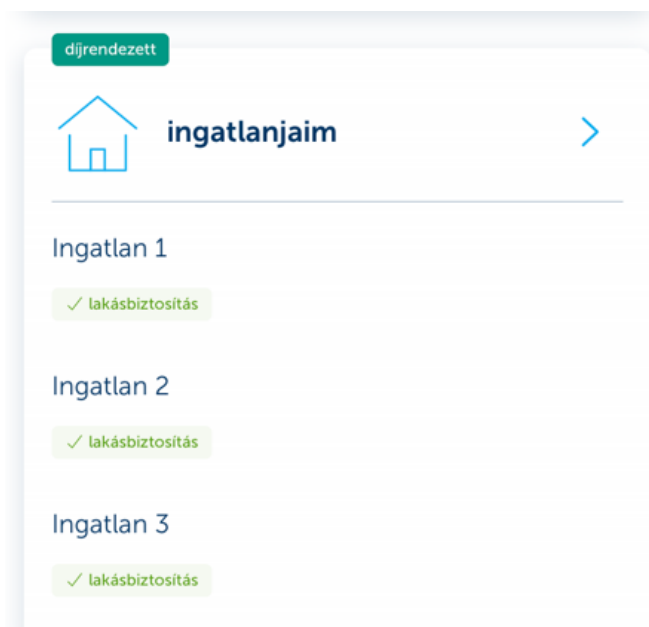 díjrendezett
ingatlanjaim
Ingatlan 1
lakásbiztosítás
Ingatlan 2
lakásbiztosítás
Ingatlan 3
lakásbiztosítás